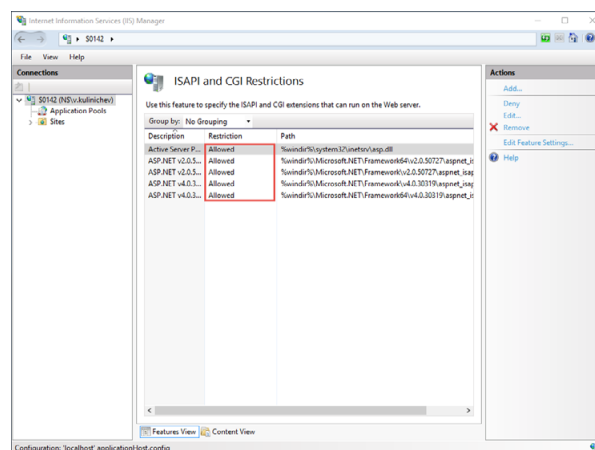 Internet Information Services (IIS) Manager
S0142
File View Help
Connections
S0142 (NS\v.kulinichev)
Application Pools
Sites
ISAPI and CGI Restrictions
Use this feature to specify the ISAPI and CGI extensions that can run on the Web server.
Group by: No Grouping
Description Restriction Path
Active Server P... Allowed %windir%\system32\inetsrv\asp.dll
ASP.NET v2.0.5... Allowed %windir%\Microsoft.NET\Framework64\v2.0.50727\aspnet_is
ASP.NET v2.0.5... Allowed %windir%\Microsoft.NET\Framework\v2.0.50727\aspnet_isap
ASP.NET v4.0.3... Allowed %windir%\Microsoft.NET\Framework\v4.0.30319\aspnet_isap
ASP.NET v4.0.3... Allowed %windir%\Microsoft.NET\Framework64\v4.0.30319\aspnet_is
Features View Content View
Actions
Add...
Deny
Edit...
Remove
Edit Feature Settings...
Help
Configuration: 'localhost' applicationHost.config